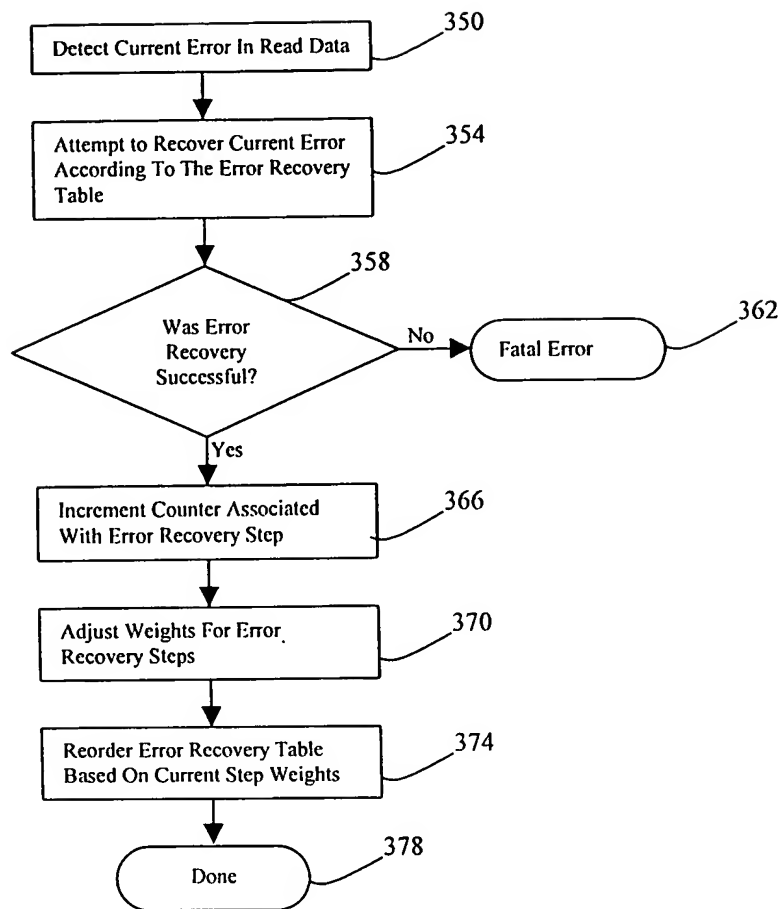 350
Detect Current Error In Read Data
354
Attempt to Recover Current Error
According To The Error Recovery
Table
358
Was Error
Recovery
Successful?
No
362
Fatal Error
Yes
Increment Counter Associated
With Error Recovery Step
366
Adjust Weights For Error
Recovery Steps
370
Reorder Error Recovery Table
Based On Current Step Weights
374
Done
378